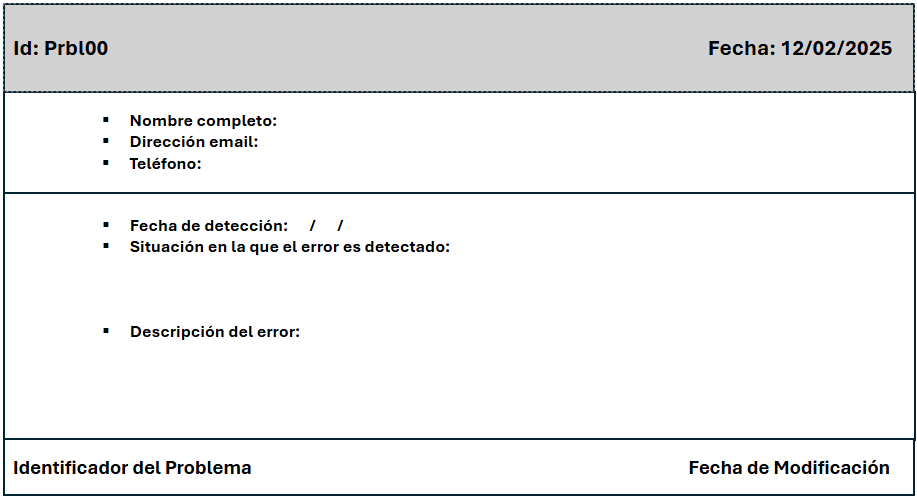 Id: Prbl00 Fecha: 12/02/2025
▪ Nombre completo:
▪ Dirección email:
▪ Teléfono:
▪ Fecha de detección: / /
▪ Situación en la que el error es detectado:
▪ Descripción del error:
Identificador del Problema Fecha de Modificación